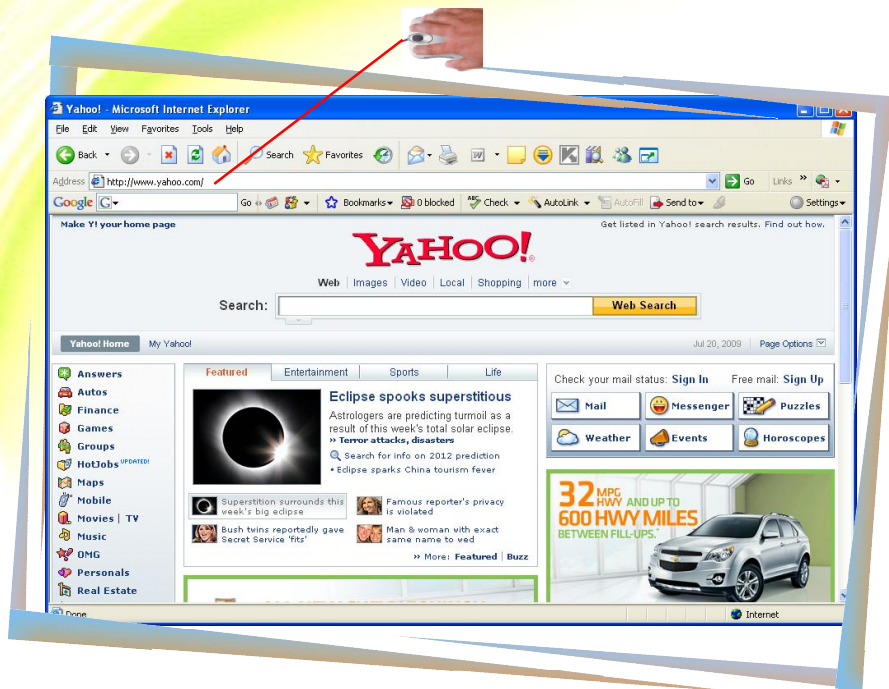 Yahoo! - Microsoft Internet Explorer
File Edit View Favorites Tools Help
Back Search Favorites
Address http://www.yahoo.com/ Go Links »
Google G Go Bookmarks 0 blocked ABC Check AutoLink AutoFill Send to Settings
Make Y! your home page Get listed in Yahoo! search results. Find out how.
YAHOO!®
Web | Images | Video | Local | Shopping | more
Search: Web Search
Yahoo! Home My Yahoo! Jul 20, 2009 Page Options
Answers
Autos
Finance
Games
Groups
HotJobs UPDATED!
Maps
Mobile
Movies | TV
Music
OMG
Personals
Real Estate
Featured Entertainment Sports Life
Eclipse spooks superstitious
Astrologers are predicting turmoil as a
result of this week's total solar eclipse.
» Terror attacks, disasters
Search for info on 2012 prediction
• Eclipse sparks China tourism fever
Superstition surrounds this
week's big eclipse
Famous reporter's privacy
is violated
Bush twins reportedly gave
Secret Service 'fits'
Man & woman with exact
same name to wed
» More: Featured | Buzz
Check your mail status: Sign In Free mail: Sign Up
Mail Messenger Puzzles
Weather Events Horoscopes
32 MPG HWY AND UP TO
600 HWY MILES
BETWEEN FILL-UPS.
Done Internet